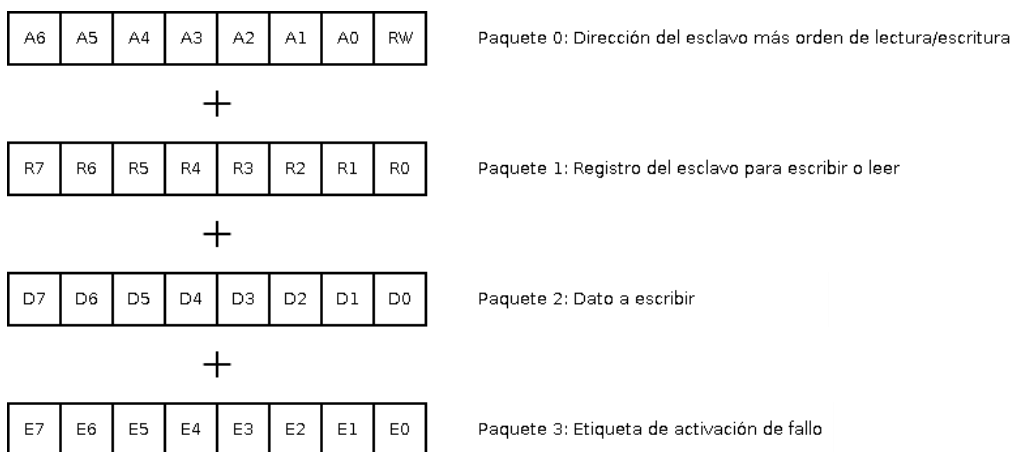 A6 A5 A4 A3 A2 A1 A0 RW Paquete 0: Dirección del esclavo más orden de lectura/escritura
+
R7 R6 R5 R4 R3 R2 R1 R0 Paquete 1: Registro del esclavo para escribir o leer
+
D7 D6 D5 D4 D3 D2 D1 D0 Paquete 2: Dato a escribir
+
E7 E6 E5 E4 E3 E2 E1 E0 Paquete 3: Etiqueta de activación de fallo